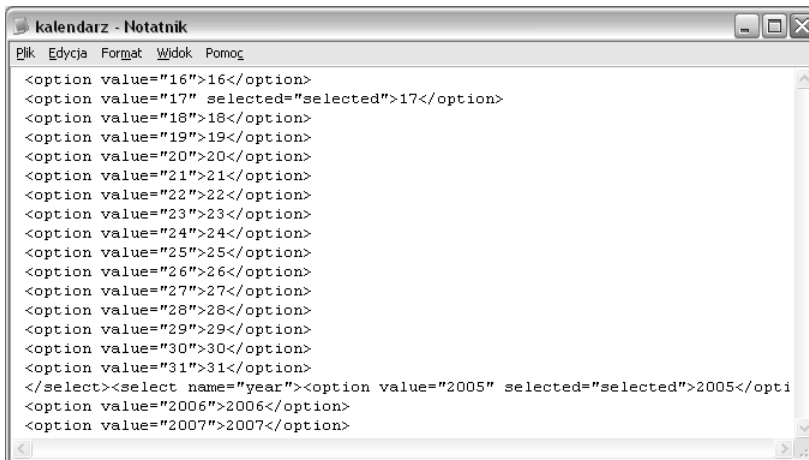 kalendarz - Notatnik
Plik Edycja Format Widok Pomoc
<option value="16">16</option>
<option value="17" selected="selected">17</option>
<option value="18">18</option>
<option value="19">19</option>
<option value="20">20</option>
<option value="21">21</option>
<option value="22">22</option>
<option value="23">23</option>
<option value="24">24</option>
<option value="25">25</option>
<option value="26">26</option>
<option value="27">27</option>
<option value="28">28</option>
<option value="29">29</option>
<option value="30">30</option>
<option value="31">31</option>
</select><select name="year"><option value="2005" selected="selected">2005</opti
<option value="2006">2006</option>
<option value="2007">2007</option>